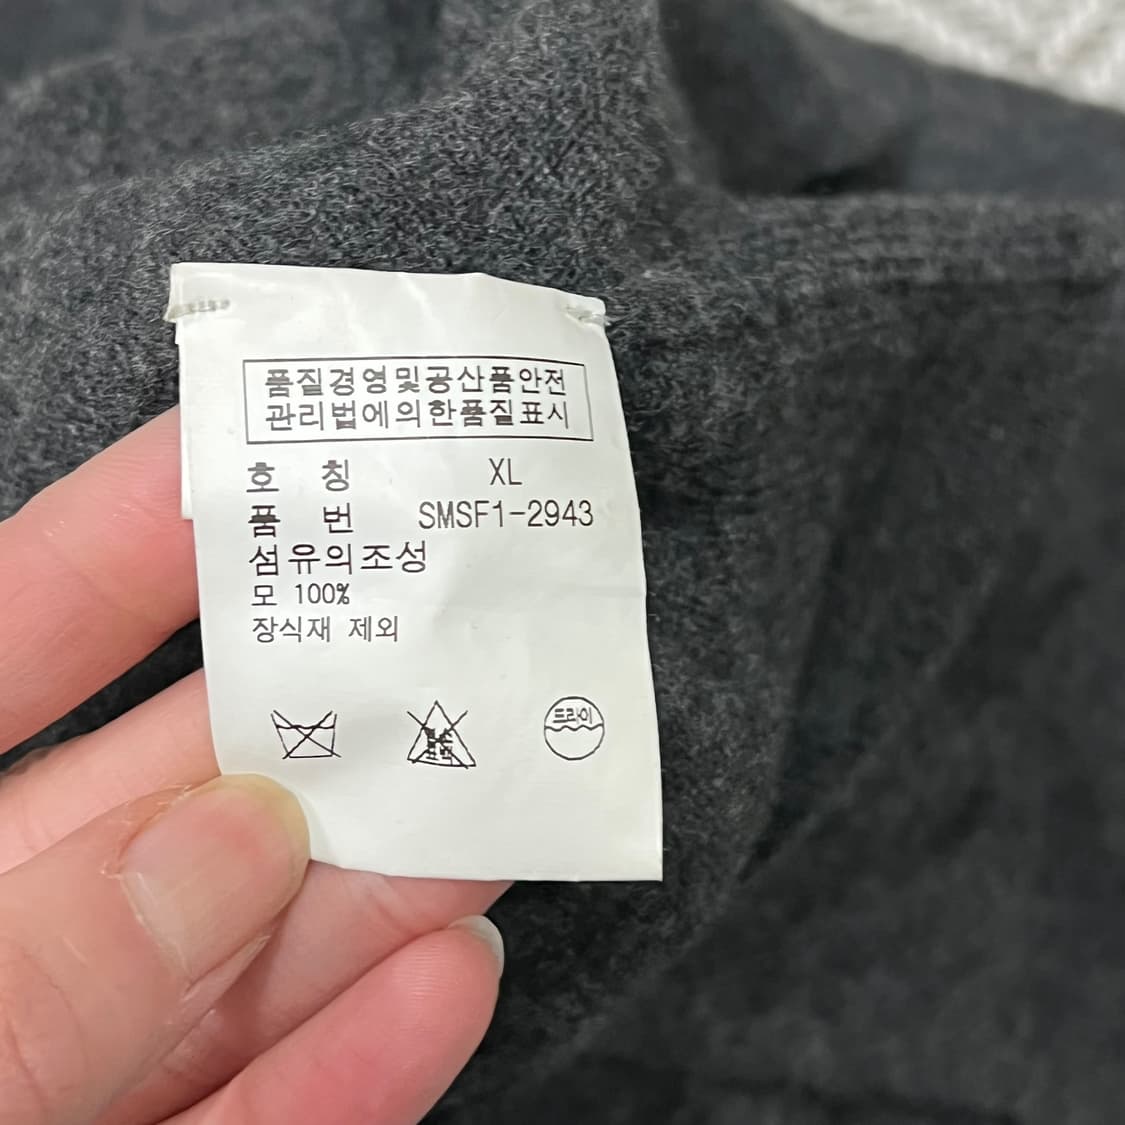 품질경영및공산품안전
관리법에의한품질표시
호 칭 XL
품 번 SMSF1-2943
섬유의조성
모 100%
장식재 제외
드라이